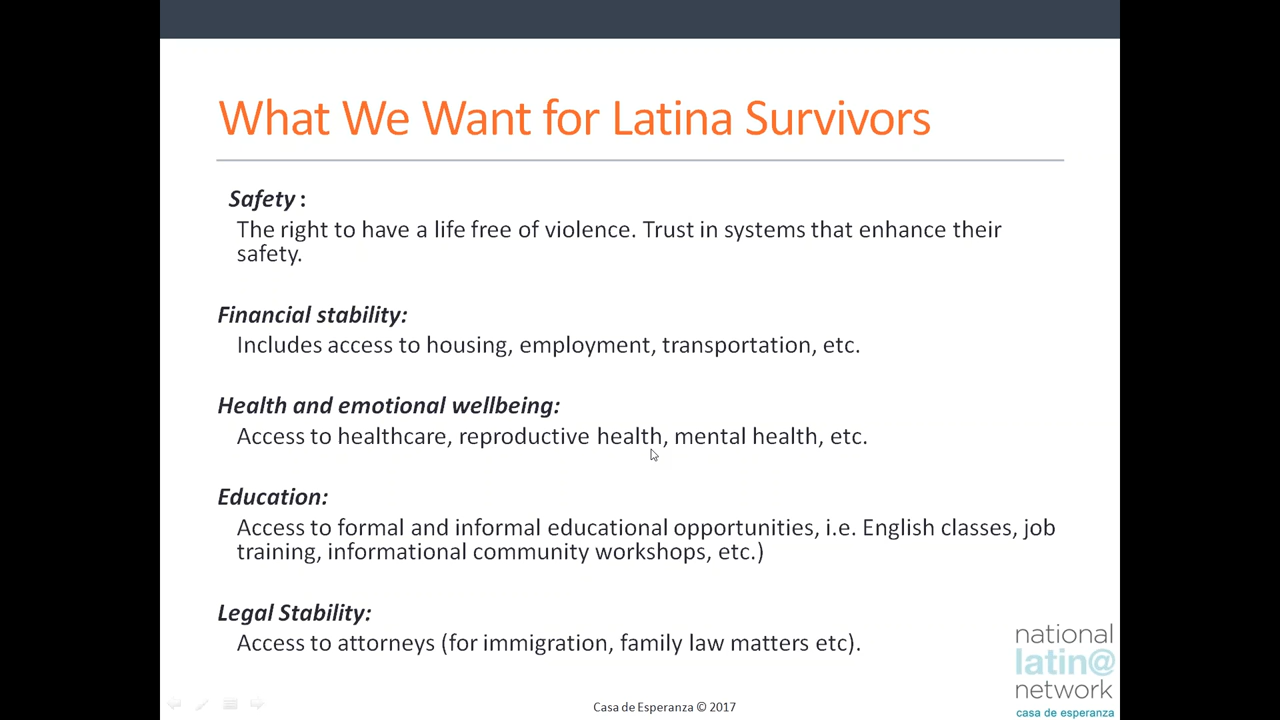 What We Want for Latina Survivors
Safety :
The right to have a life free of violence. Trust in systems that enhance their
safety.
Financial stability:
Includes access to housing, employment, transportation, etc.
Health and emotional wellbeing:
Access to healthcare, reproductive health, mental health, etc.
Education:
Access to formal and informal educational opportunities, i.e. English classes, job
training, informational community workshops, etc.)
Legal Stability:
Access to attorneys (for immigration, family law matters etc).
national
latin@
network
casa de esperanza
Casa de Esperanza © 2017